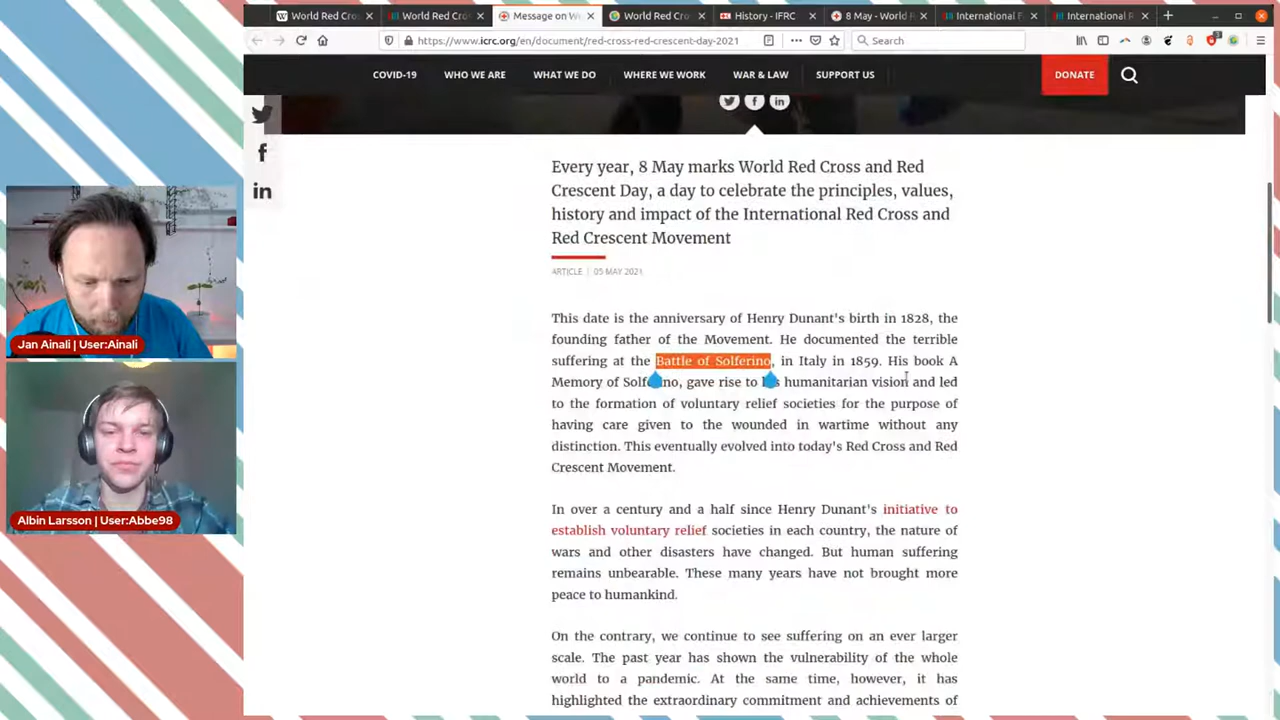 World Red Cros
World Red Cro
Message on W
World Red Cro
History - IFRC
8 May - World R
International F
International R
https://www.icrc.org/en/document/red-cross-red-crescent-day-2021
Search
COVID-19
WHO WE ARE
WHAT WE DO
WHERE WE WORK
WAR & LAW
SUPPORT US
DONATE
Every year, 8 May marks World Red Cross and Red
Crescent Day, a day to celebrate the principles, values,
history and impact of the International Red Cross and
Red Crescent Movement
ARTICLE | 05 MAY 2021
This date is the anniversary of Henry Dunant's birth in 1828, the
founding father of the Movement. He documented the terrible
suffering at the Battle of Solferino, in Italy in 1859. His book A
Memory of Solferino, gave rise to his humanitarian vision and led
to the formation of voluntary relief societies for the purpose of
having care given to the wounded in wartime without any
distinction. This eventually evolved into today's Red Cross and Red
Crescent Movement.
In over a century and a half since Henry Dunant's initiative to
establish voluntary relief societies in each country, the nature of
wars and other disasters have changed. But human suffering
remains unbearable. These many years have not brought more
peace to humankind.
On the contrary, we continue to see suffering on an ever larger
scale. The past year has shown the vulnerability of the whole
world to a pandemic. At the same time, however, it has
highlighted the extraordinary commitment and achievements of
Jan Ainali | User:Ainali
Albin Larsson | User:Abbe98